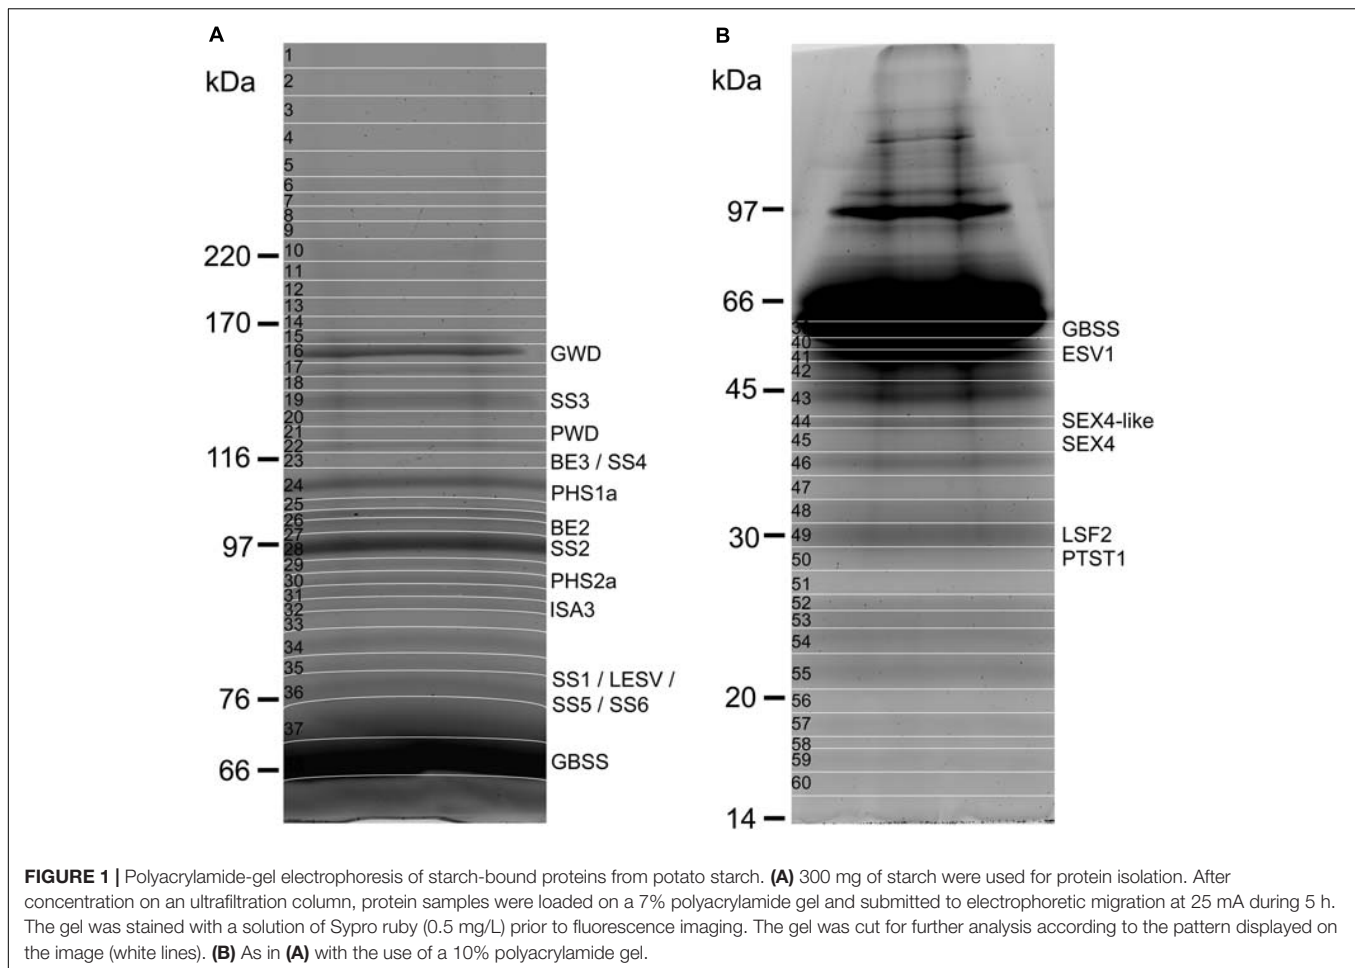 A
kDa
220
170
116
97
76
66
1
2
3
4
5
6
7
8
9
10
11
12
13
14
15
16
17
18
19
20
21
22
23
24
25
26
27
28
29
30
31
32
33
34
35
36
37
GWD
SS3
PWD
BE3 / SS4
PHS1a
BE2
SS2
PHS2a
ISA3
SS1 / LESV /
SS5 / SS6
GBSS
B
kDa
97
66
45
30
20
14
40
41
42
43
44
45
46
47
48
49
50
51
52
53
54
55
56
57
58
59
60
GBSS
ESV1
SEX4-like
SEX4
LSF2
PTST1
FIGURE 1 | Polyacrylamide-gel electrophoresis of starch-bound proteins from potato starch. (A) 300 mg of starch were used for protein isolation. After
concentration on an ultrafiltration column, protein samples were loaded on a 7% polyacrylamide gel and submitted to electrophoretic migration at 25 mA during 5 h.
The gel was stained with a solution of Sypro ruby (0.5 mg/L) prior to fluorescence imaging. The gel was cut for further analysis according to the pattern displayed on
the image (white lines). (B) As in (A) with the use of a 10% polyacrylamide gel.